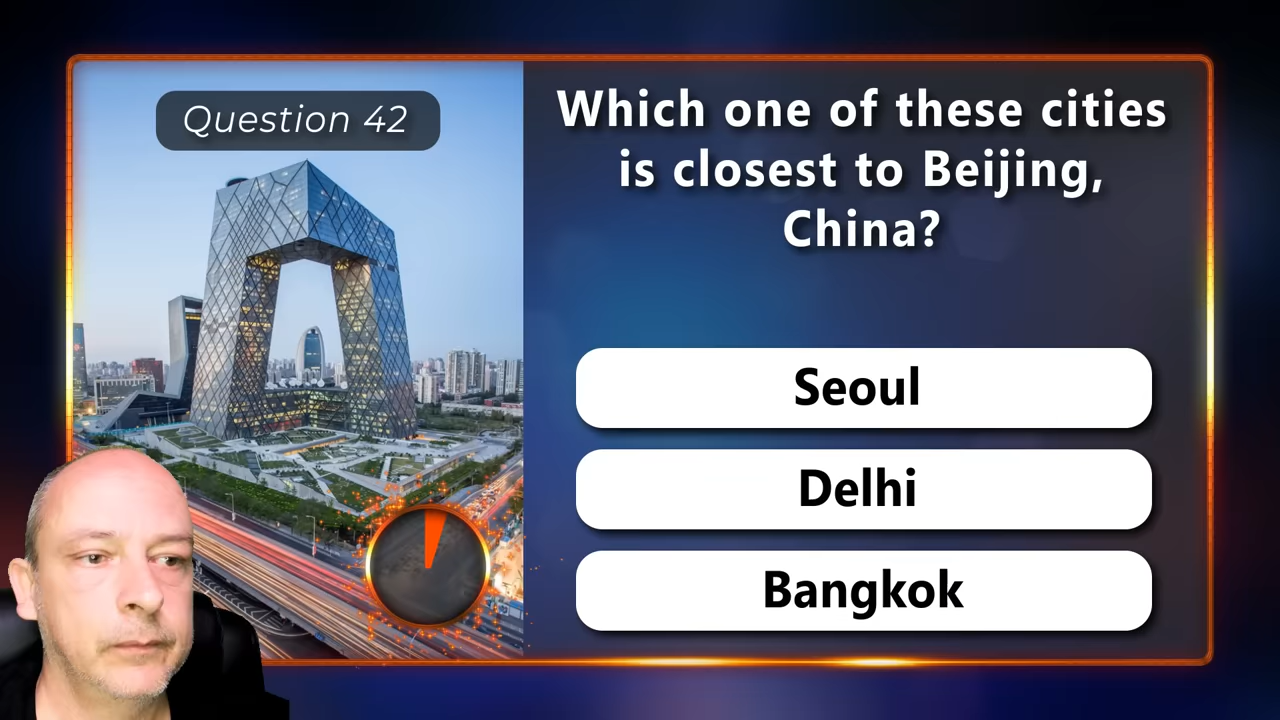 Question 42
Which one of these cities
is closest to Beijing,
China?
Seoul
Delhi
Bangkok